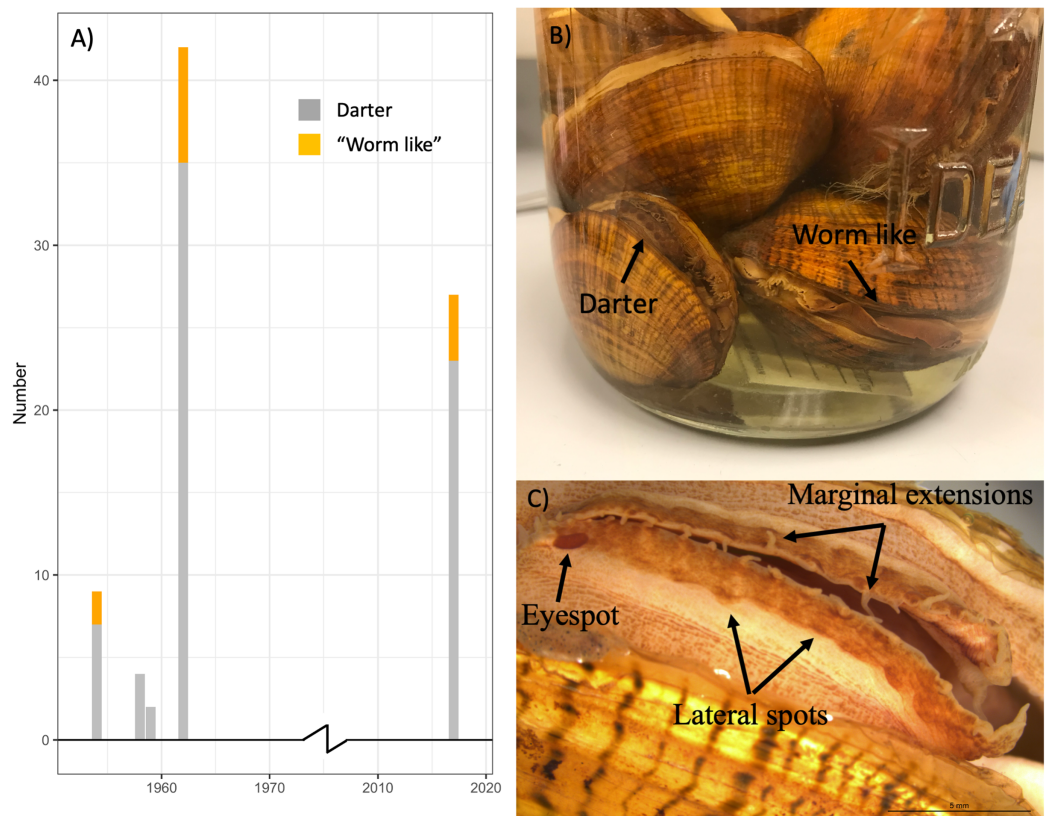 A)
Darter
"Worm like"
40
30
20
10
0
Number
1960
1970
2010
2020
B)
IDE
Worm like
Darter
C)
Marginal extensions
Eyespot
Lateral spots
5 mm